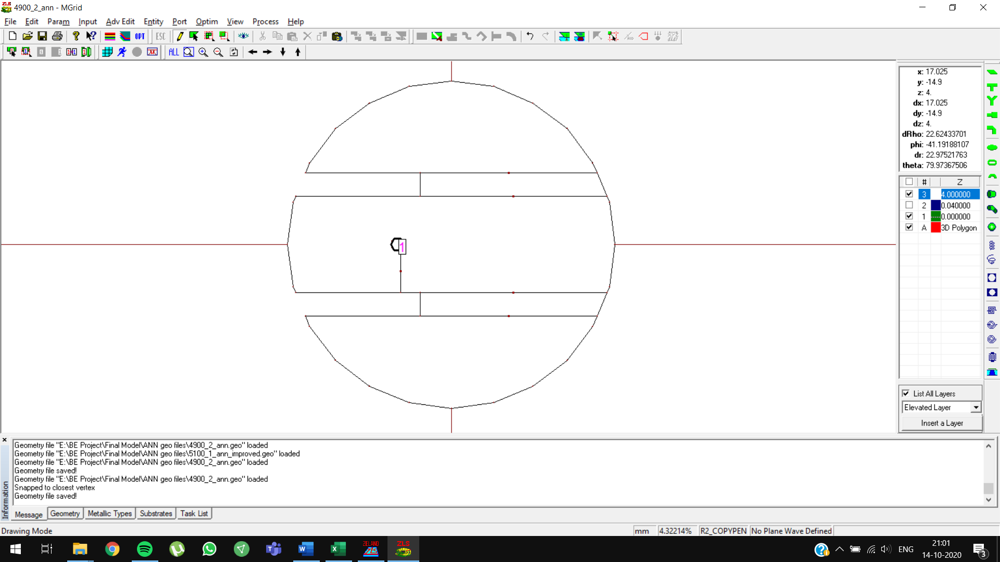 4900_2_ann - MGrid
File Edit Param Input Adv Edit Entity Port Optim View Process Help
OPT ESC
ALL
x: 17.025
y: -14.9
z: 4.
dx: 17.025
dy: -14.9
dz: 4.
dRho: 22.62433701
phi: -41.19188107
dr: 22.97521763
theta: 79.97367506
# Z
3 4.000000
2 0.040000
1 0.000000
A 3D Polygon
1
List All Layers
Elevated Layer
Insert a Layer
Geometry file "E:\BE Project\Final Model\ANN geo files\4900_2_ann.geo" loaded
Geometry file "E:\BE Project\Final Model\ANN geo files\5100_1_ann_improved.geo" loaded
Geometry file "E:\BE Project\Final Model\ANN geo files\4900_2_ann.geo" loaded
Geometry file saved!
Geometry file "E:\BE Project\Final Model\ANN geo files\4900_2_ann.geo" loaded
Snapped to closest vertex
Geometry file saved!
Information
Message Geometry Metallic Types Substrates Task List
Drawing Mode
mm 4.32214% R2_COPYPEN No Plane Wave Defined
ZELAND ZLS
ENG
21:01
14-10-2020
3